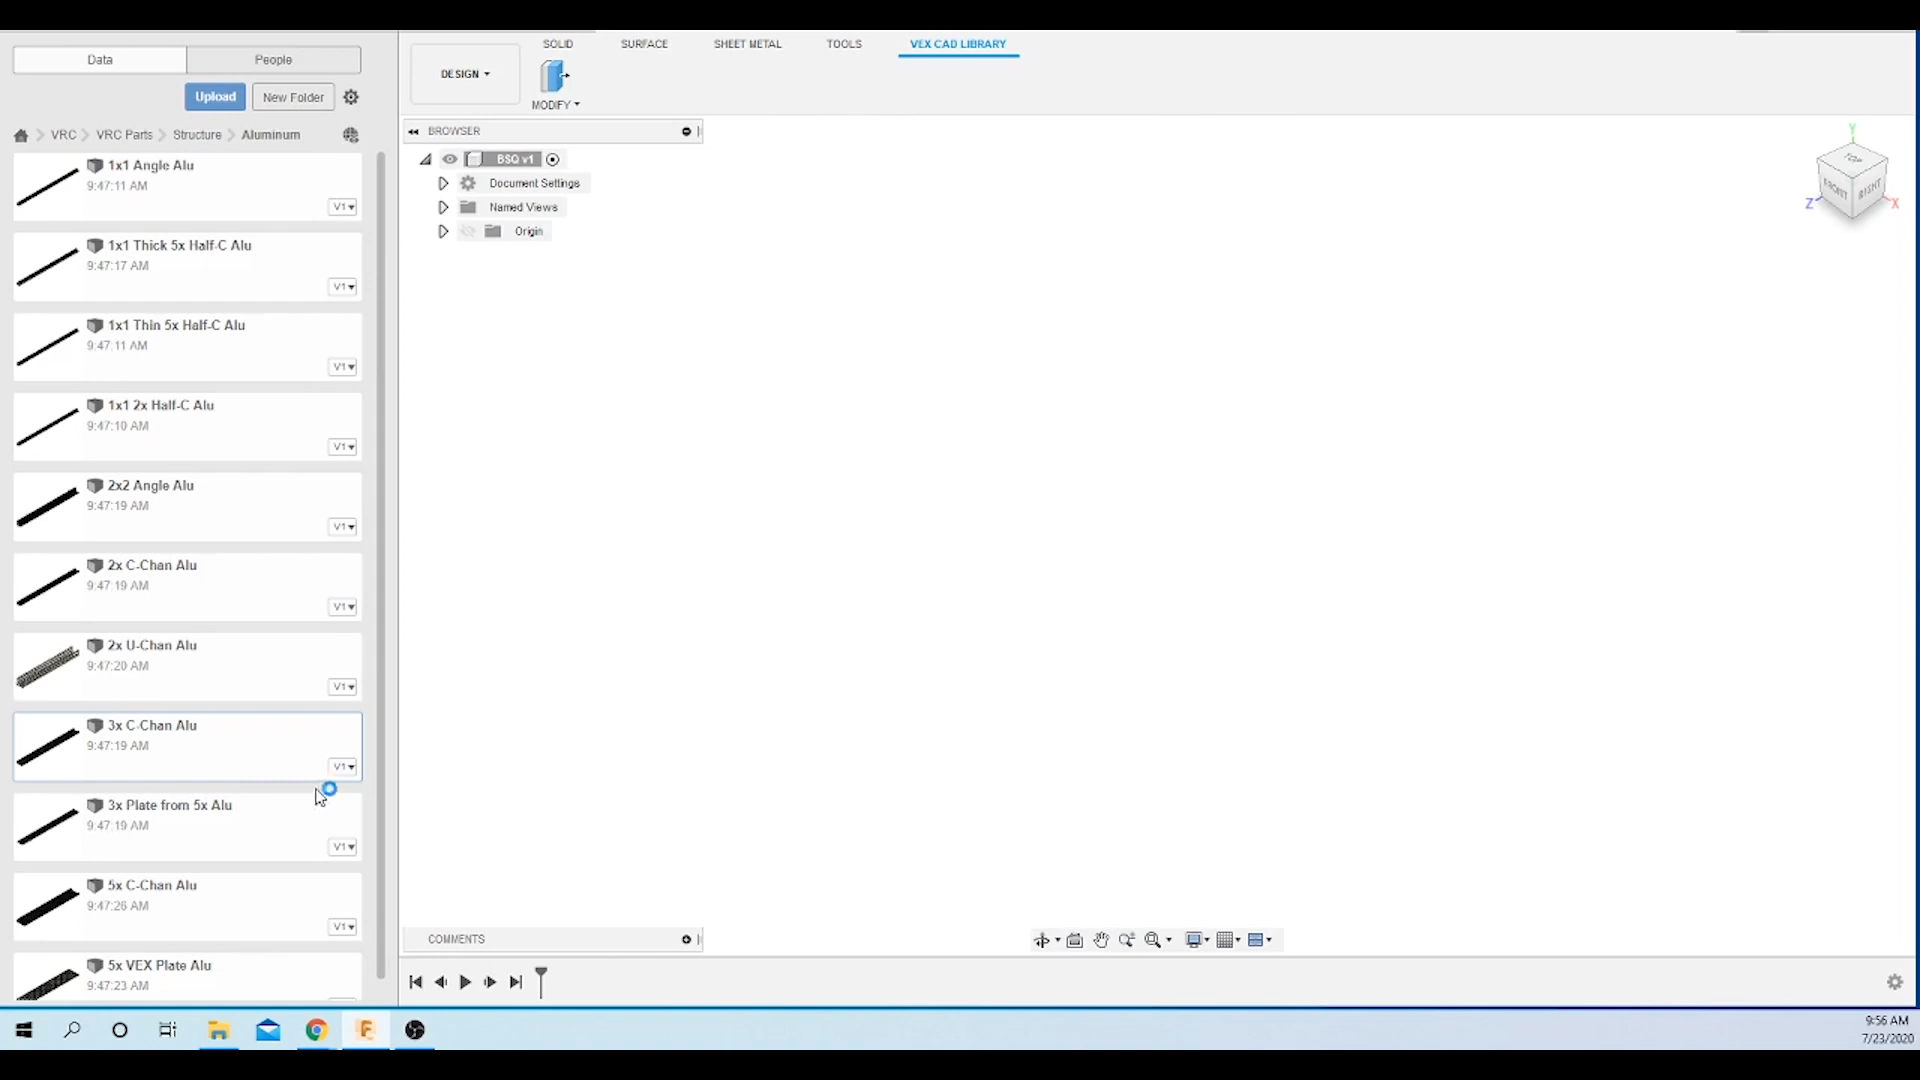 Data
People
Upload
New Folder
VRC
VRC Parts
Structure
Aluminum
1x1 Angle Alu
9:47:11 AM
V1
1x1 Thick 5x Half-C Alu
9:47:17 AM
V1
1x1 Thin 5x Half-C Alu
9:47:11 AM
V1
1x1 2x Half-C Alu
9:47:10 AM
V1
2x2 Angle Alu
9:47:19 AM
V1
2x C-Chan Alu
9:47:19 AM
V1
2x U-Chan Alu
9:47:20 AM
V1
3x C-Chan Alu
9:47:19 AM
V1
3x Plate from 5x Alu
9:47:19 AM
V1
5x C-Chan Alu
9:47:26 AM
V1
5x VEX Plate Alu
9:47:23 AM
DESIGN
SOLID
SURFACE
SHEET METAL
TOOLS
VEX CAD LIBRARY
MODIFY
BROWSER
BSQ v1
Document Settings
Named Views
Origin
Y
TOP
FRONT
RIGHT
Z
X
COMMENTS
9:56 AM
7/23/2020